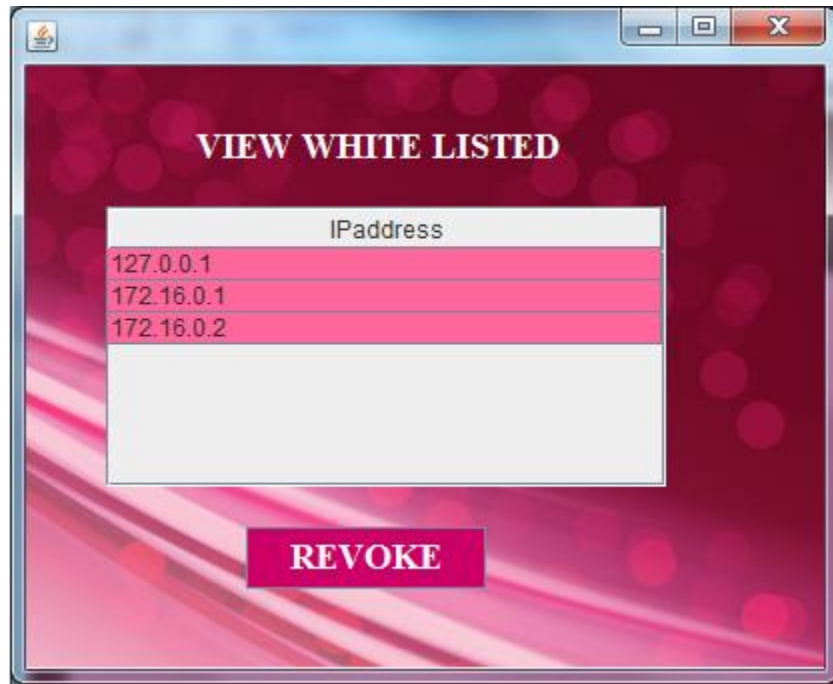 VIEW WHITE LISTED
IPaddress
127.0.0.1
172.16.0.1
172.16.0.2
REVOKE